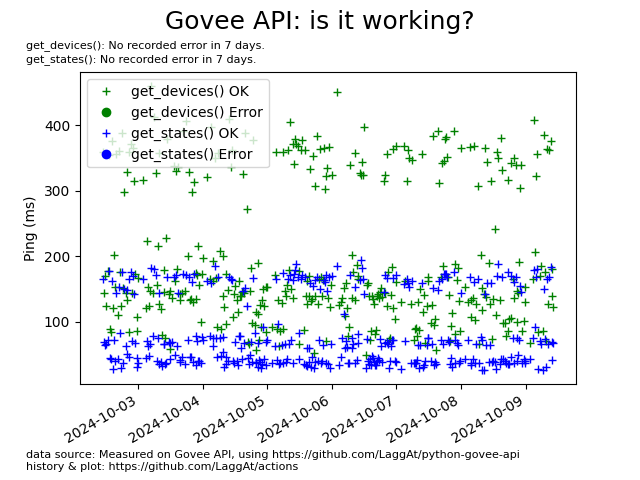 Govee API: is it working?
get_devices(): No recorded error in 7 days.
get_states(): No recorded error in 7 days.
get_devices() OK
get_devices() Error
get_states() OK
get_states() Error
Ping (ms)
400
300
200
100
2024-10-03
2024-10-04
2024-10-05
2024-10-06
2024-10-07
2024-10-08
2024-10-09
data source: Measured on Govee API, using https://github.com/LaggAt/python-govee-api
history & plot: https://github.com/LaggAt/actions